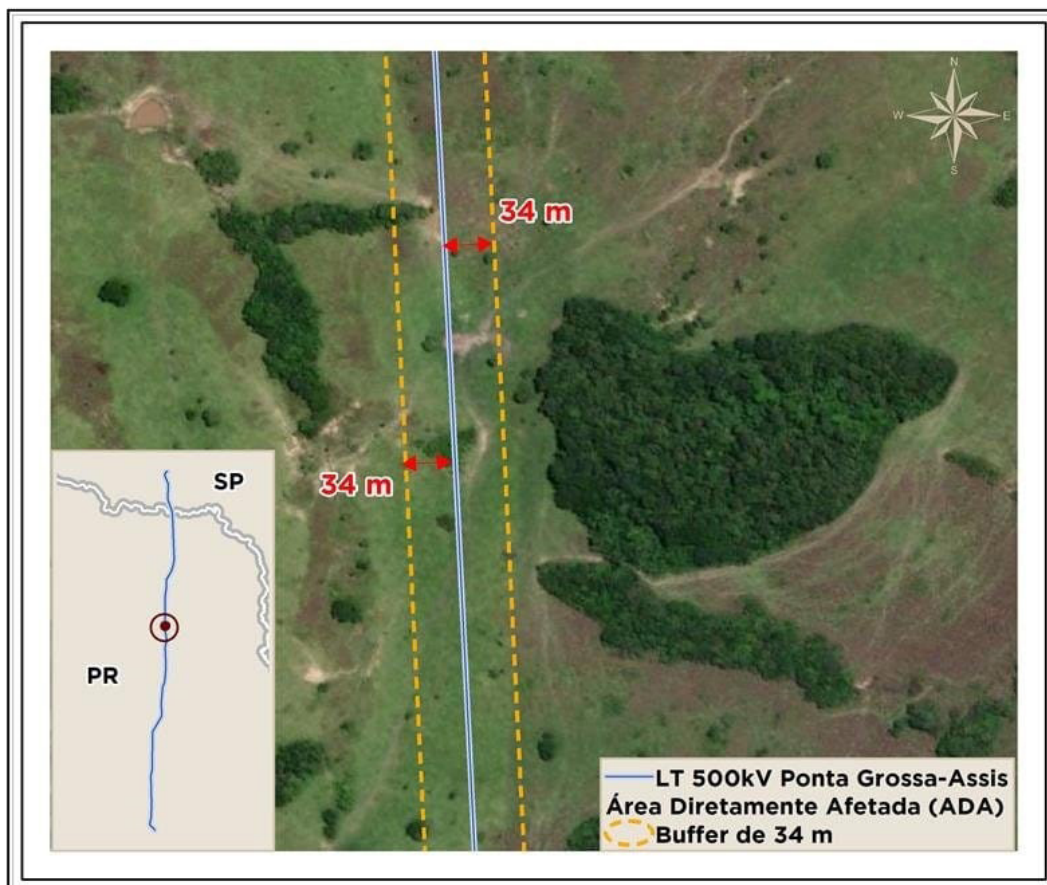 N
W E
S
34 m
34 m
SP
PR
LT 500kV Ponta Grossa-Assis
Área Diretamente Afetada (ADA)
Buffer de 34 m